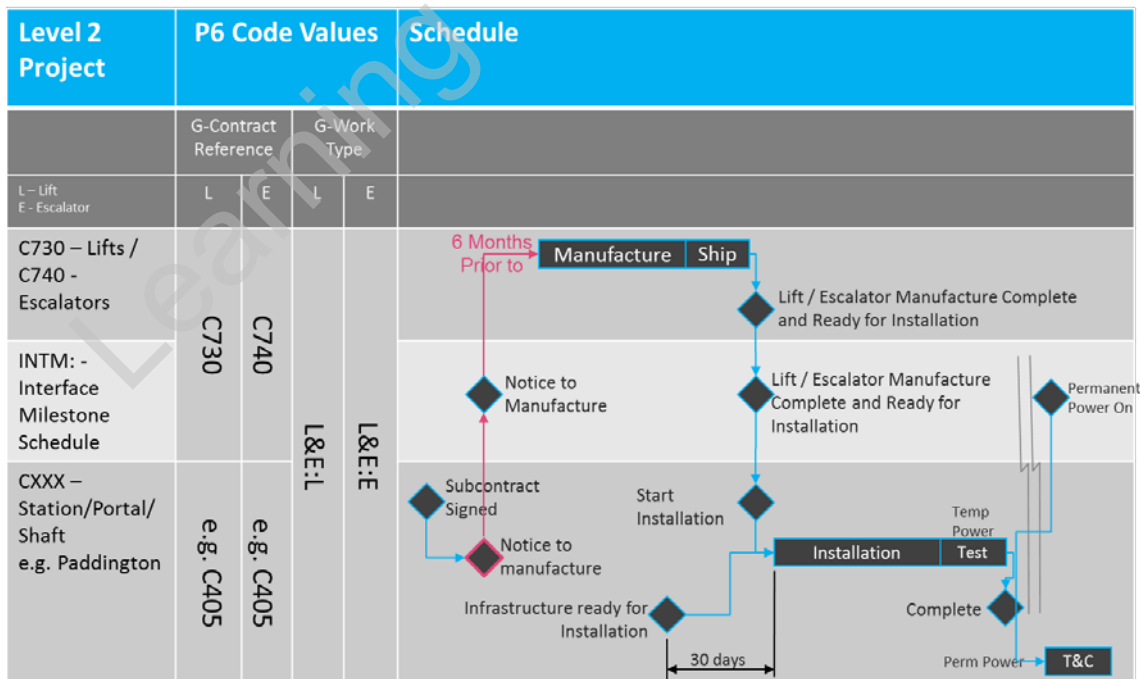 Level 2
Project
P6 Code Values
Schedule
G-Contract
Reference
G-Work
Type
L – Lift
E - Escalator
L
E
L
E
C730 – Lifts /
C740 -
Escalators
C730
C740
L&E:L
L&E:E
6 Months
Prior to
Manufacture
Ship
Lift / Escalator Manufacture Complete
and Ready for Installation
INTM: -
Interface
Milestone
Schedule
Notice to
Manufacture
Lift / Escalator Manufacture
Complete and Ready for
Installation
Permanent
Power On
CXXX –
Station/Portal/
Shaft
e.g. Paddington
e.g. C405
e.g. C405
Subcontract
Signed
Notice to
manufacture
Start
Installation
Temp
Power
Installation
Test
Infrastructure ready for
Installation
Complete
30 days
Perm Power
T&C
Learning